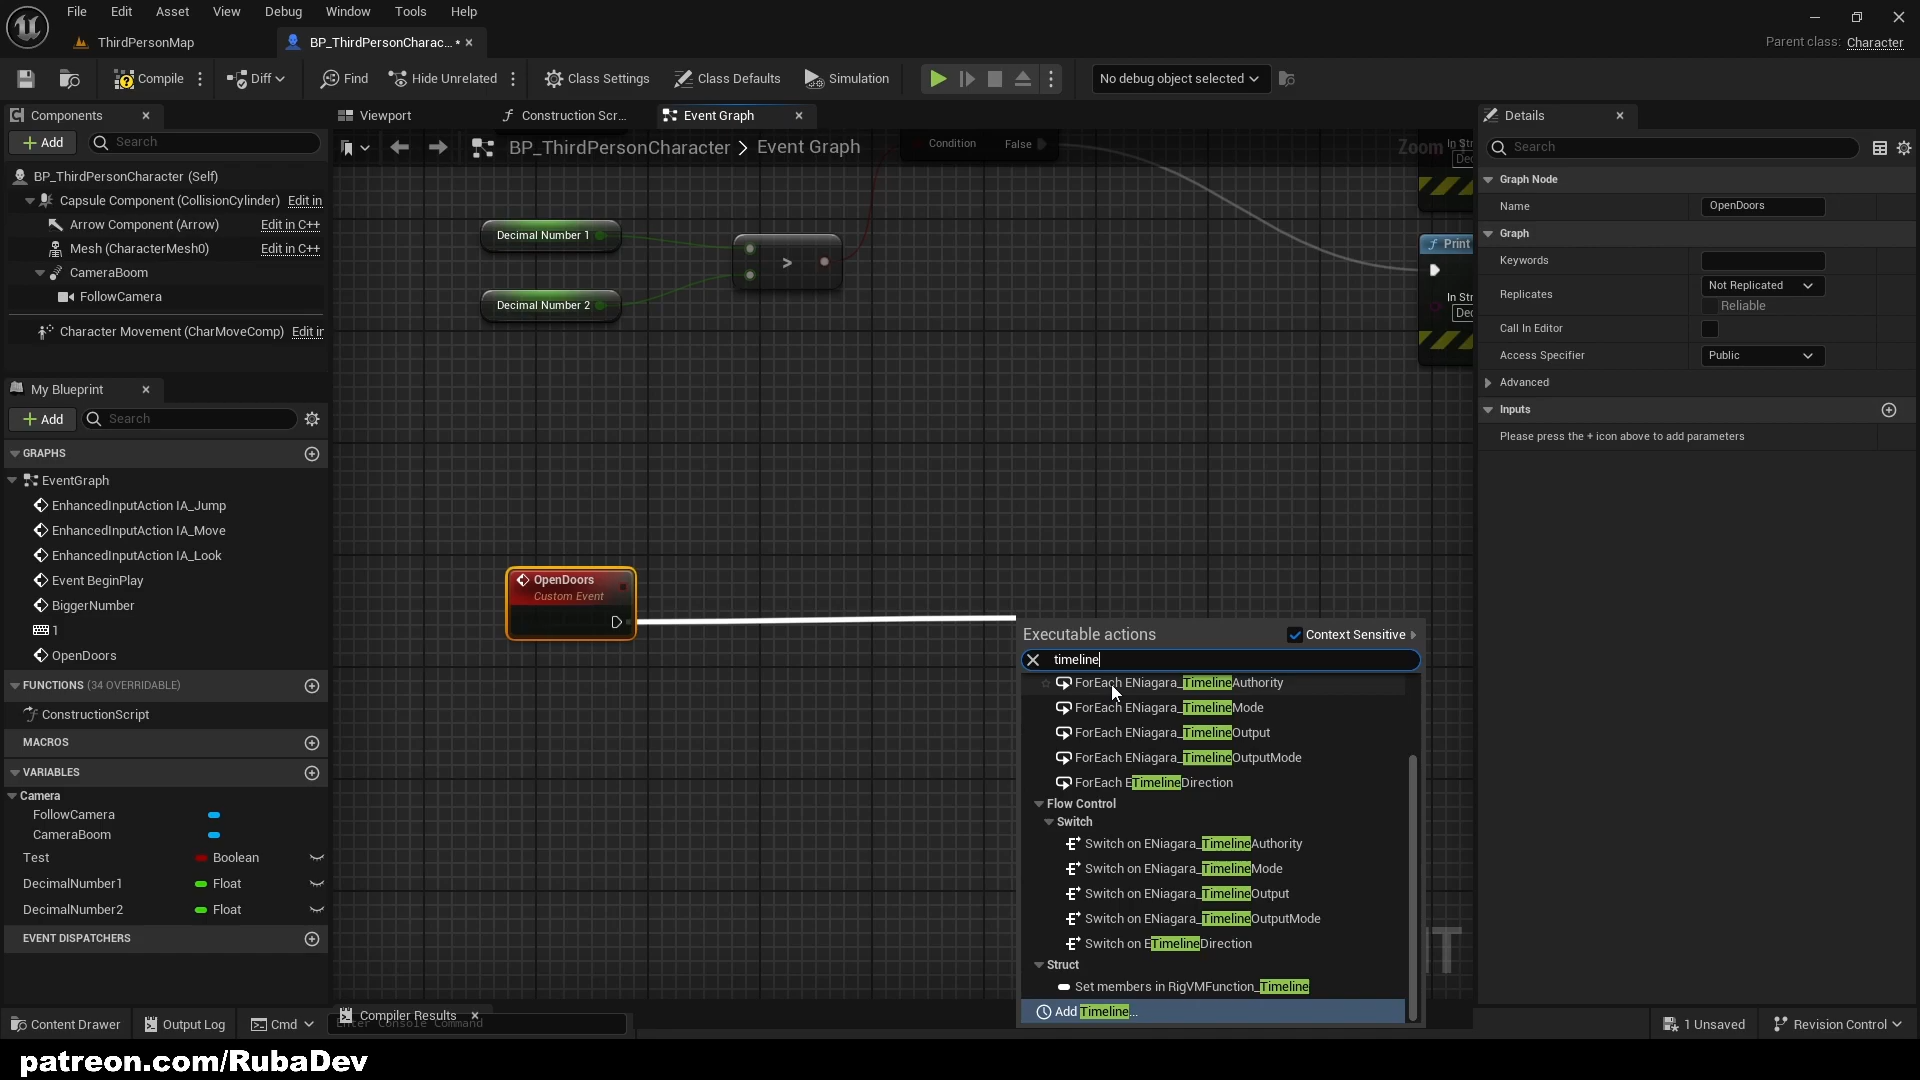 File Edit Asset View Debug Window Tools Help
ThirdPersonMap
BP_ThirdPersonCharac... •
Parent class: Character
Compile
Diff
Find
Hide Unrelated
Class Settings
Class Defaults
Simulation
No debug object selected
Components
Add
Search
BP_ThirdPersonCharacter (Self)
Capsule Component (CollisionCylinder) Edit in
Arrow Component (Arrow) Edit in C++
Mesh (CharacterMesh0) Edit in C++
CameraBoom
FollowCamera
Character Movement (CharMoveComp) Edit in
My Blueprint
Add
Search
GRAPHS
EventGraph
EnhancedInputAction IA_Jump
EnhancedInputAction IA_Move
EnhancedInputAction IA_Look
Event BeginPlay
BiggerNumber
1
OpenDoors
FUNCTIONS (34 OVERRIDABLE)
ConstructionScript
MACROS
VARIABLES
Camera
FollowCamera
CameraBoom
Test Boolean
DecimalNumber1 Float
DecimalNumber2 Float
EVENT DISPATCHERS
Viewport
Construction Scr...
Event Graph
BP_ThirdPersonCharacter > Event Graph
Zoom
Condition False
Decimal Number 1
>
Decimal Number 2
In St
Dec
Print
In Str
Dec
OpenDoors
Custom Event
Executable actions
Context Sensitive
timeline
ForEach ENiagara_TimelineAuthority
ForEach ENiagara_TimelineMode
ForEach ENiagara_TimelineOutput
ForEach ENiagara_TimelineOutputMode
ForEach ETimelineDirection
Flow Control
Switch
Switch on ENiagara_TimelineAuthority
Switch on ENiagara_TimelineMode
Switch on ENiagara_TimelineOutput
Switch on ENiagara_TimelineOutputMode
Switch on ETimelineDirection
Struct
Set members in RigVMFunction_Timeline
Add Timeline...
Details
Search
Graph Node
Name OpenDoors
Graph
Keywords
Replicates Not Replicated
Reliable
Call In Editor
Access Specifier Public
Advanced
Inputs
Please press the + icon above to add parameters
Content Drawer
Output Log
Cmd
Compiler Results
Enter Console Command
1 Unsaved
Revision Control
patreon.com/RubaDev